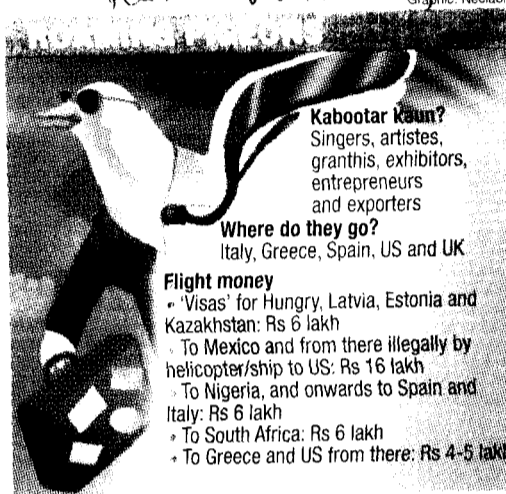 Graphic:
Kabootar kaun?
Singers, artistes,
granthis, exhibitors,
entrepreneurs
and exporters
Where do they go?
Italy, Greece, Spain, US and UK
Flight money
• 'Visas' for Hungry, Latvia, Estonia and
Kazakhstan: Rs 6 lakh
• To Mexico and from there illegally by
helicopter/ship to US: Rs 16 lakh
• To Nigeria, and onwards to Spain and
Italy: Rs 6 lakh
• To South Africa: Rs 6 lakh
• To Greece and US from there: Rs 4-5 lakh